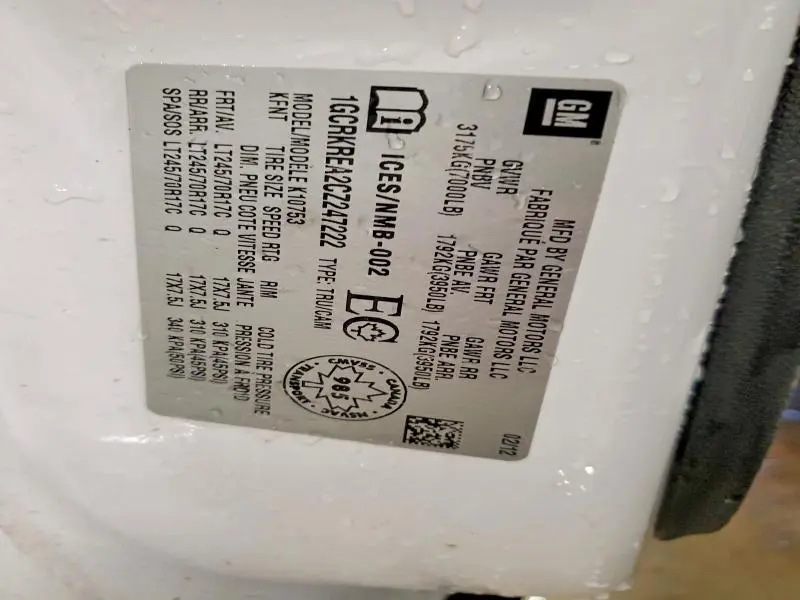 GM
MFD BY GENERAL MOTORS LLC 02/12
FABRIQUÉ PAR GENERAL MOTORS LLC
GVWR GAWR FRT GAWR RR
PNBV PNBE AV. PNBE ARR.
3175KG(7000LB) 1792KG(3950LB) 1792KG(3950LB)
ICES/NMB-002 EC
CANADA
CMVSS
985
NSVAC
TRANSPORT
1GCRKREA2CZ247222 TYPE: TRU/CAM
MODEL/MODÈLE K10753
KFNT TIRE SIZE SPEED RTG RIM COLD TIRE PRESSURE
DIM. PNEU COTE VITESSE JANTE PRESSION A FROID
FRT/AV. LT245/70R17C Q 17X7.5J 310 KPA(45PSI)
RR/ARR. LT245/70R17C Q 17X7.5J 310 KPA(45PSI)
SPA/SOS LT245/70R17C Q 17X7.5J 340 KPA(50PSI)